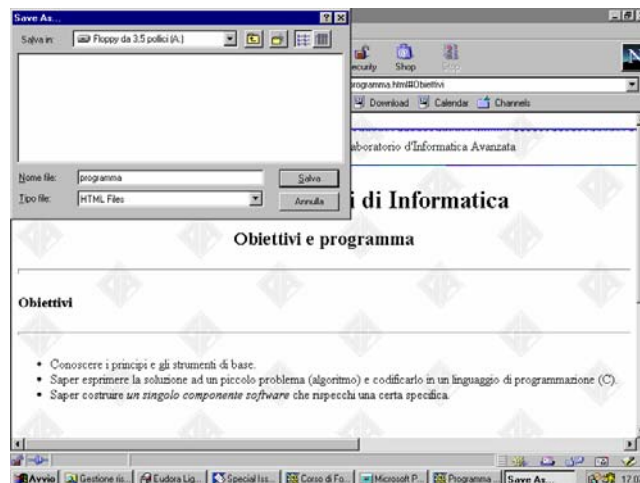 Save As...
Salva in:
Floppy da 3,5 pollici (A:)
Nome file:
programma
Salva
Tipo file:
HTML Files
Annulla
Security
Shop
programma.html#Obiettivi
Download
Calendar
Channels
Laboratorio d'Informatica Avanzata
i di Informatica
Obiettivi e programma
Obiettivi
Conoscere i principi e gli strumenti di base.
Saper esprimere la soluzione ad un piccolo problema (algoritmo) e codificarlo in un linguaggio di programmazione (C).
Saper costruire un singolo componente software che rispecchi una certa specifica.
Avvio
Gestione ris...
Eudora Lig...
Special Iss...
Corso di Fo...
Microsoft P...
Programma ...
Save As...